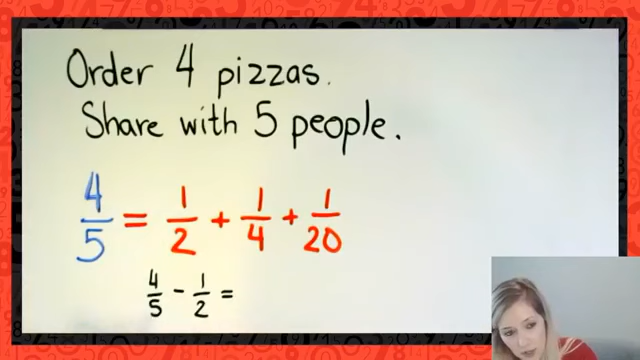 Order 4 pizzas.
Share with 5 people.
4/5 = 1/2 + 1/4 + 1/20
4/5 - 1/2 =